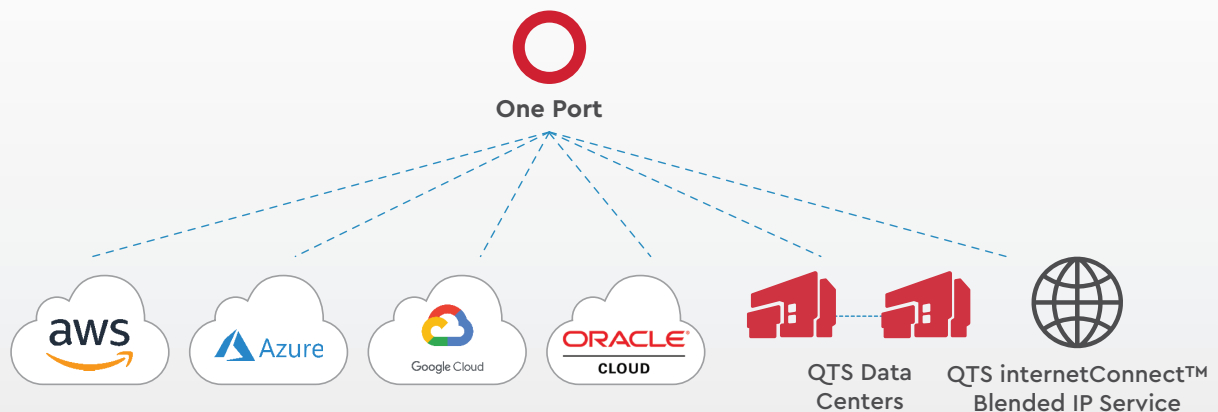 One Port
aws
Azure
Google Cloud
ORACLE®
CLOUD
QTS Data
Centers
QTS internetConnect™
Blended IP Service